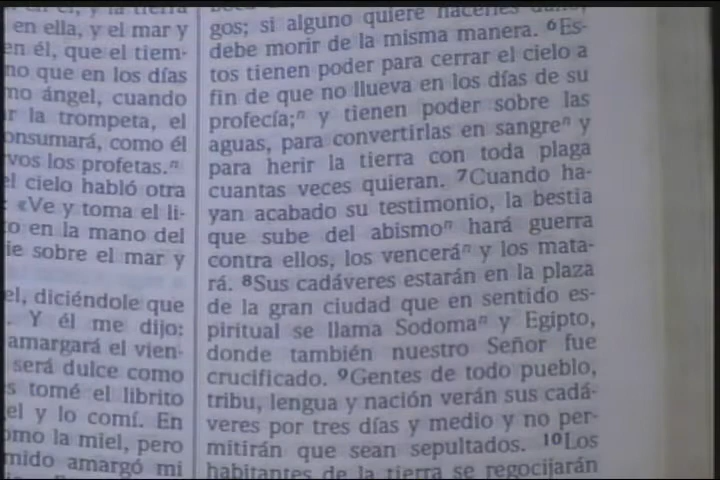 en ella, y el mar y
en él, que el tiem-
no que en los días
mo ángel, cuando
r la trompeta, el
onsumará, como él
vos los profetas.ⁿ
el cielo habló otra
: «Ve y toma el li-
o en la mano del
ie sobre el mar y
el, diciéndole que
. Y él me dijo:
amargará el vien-
será dulce como
s tomé el librito
el y lo comí. En
omo la miel, pero
mido amargó mi
gos; si alguno quiere hacerles daño,
debe morir de la misma manera. ⁶Es-
tos tienen poder para cerrar el cielo a
fin de que no llueva en los días de su
profecía;ⁿ y tienen poder sobre las
aguas, para convertirlas en sangreⁿ y
para herir la tierra con toda plaga
cuantas veces quieran. ⁷Cuando ha-
yan acabado su testimonio, la bestia
que sube del abismoⁿ hará guerra
contra ellos, los venceráⁿ y los mata-
rá. ⁸Sus cadáveres estarán en la plaza
de la gran ciudad que en sentido es-
piritual se llama Sodomaⁿ y Egipto,
donde también nuestro Señor fue
crucificado. ⁹Gentes de todo pueblo,
tribu, lengua y nación verán sus cadá-
veres por tres días y medio y no per-
mitirán que sean sepultados. ¹⁰Los
habitantes de la tierra se regocijarán